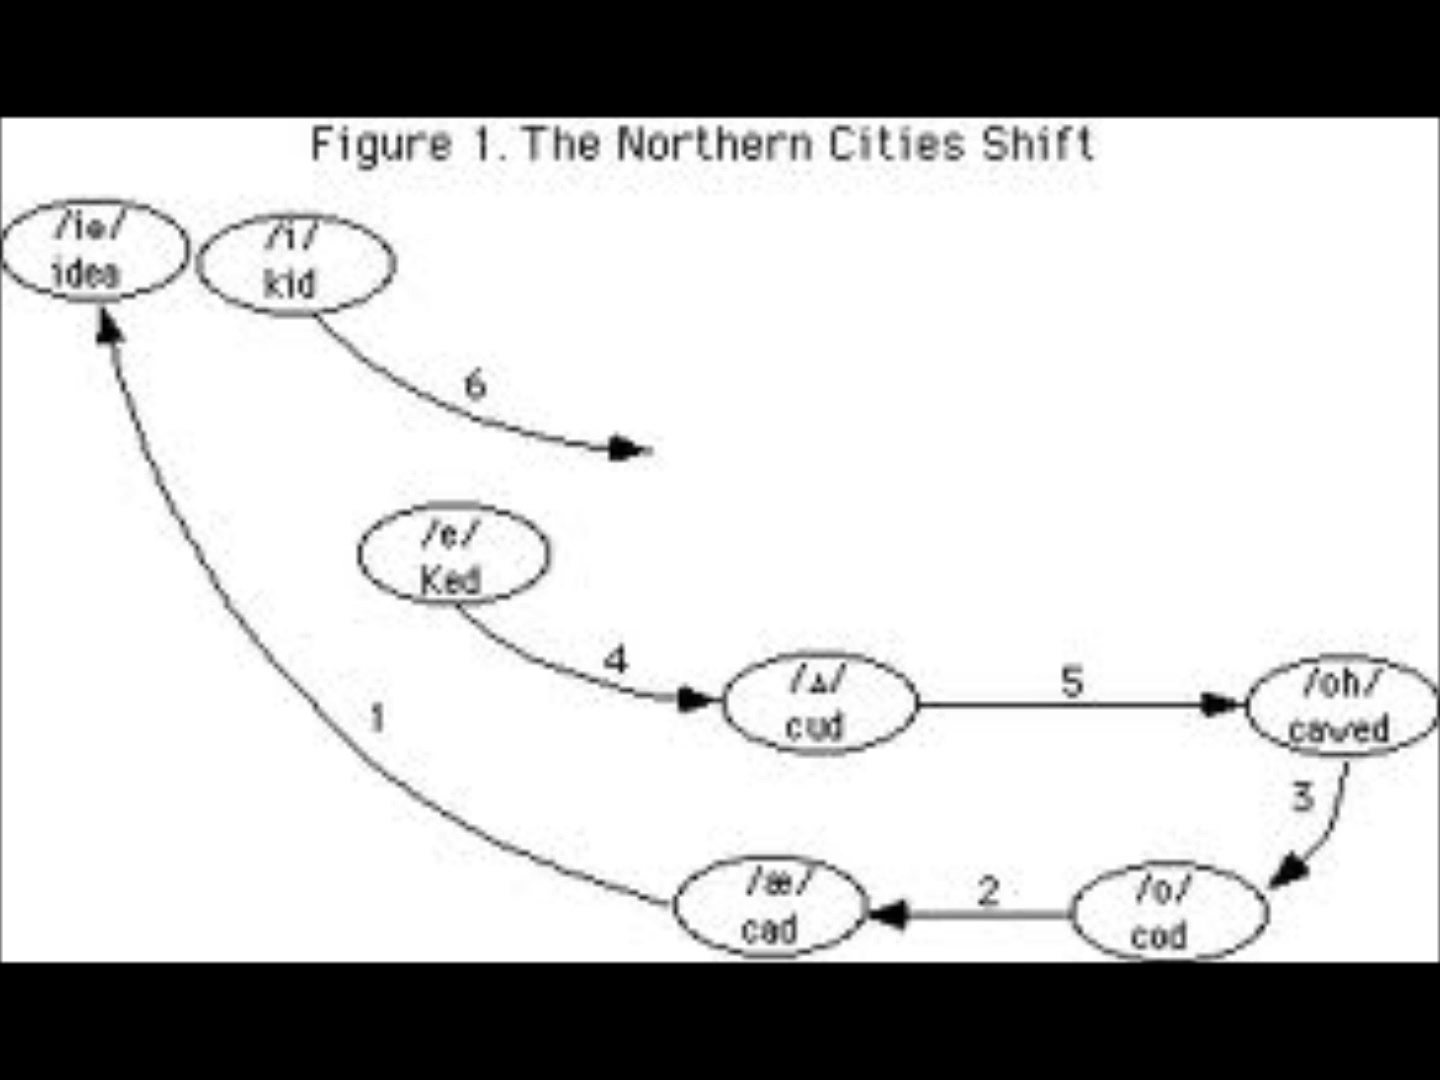 Figure 1. The Northern Cities Shift
/iə/
idea
/i/
kid
6
/e/
Ked
4
/ʌ/
cud
5
/oh/
cawed
1
3
/æ/
cad
2
/o/
cod